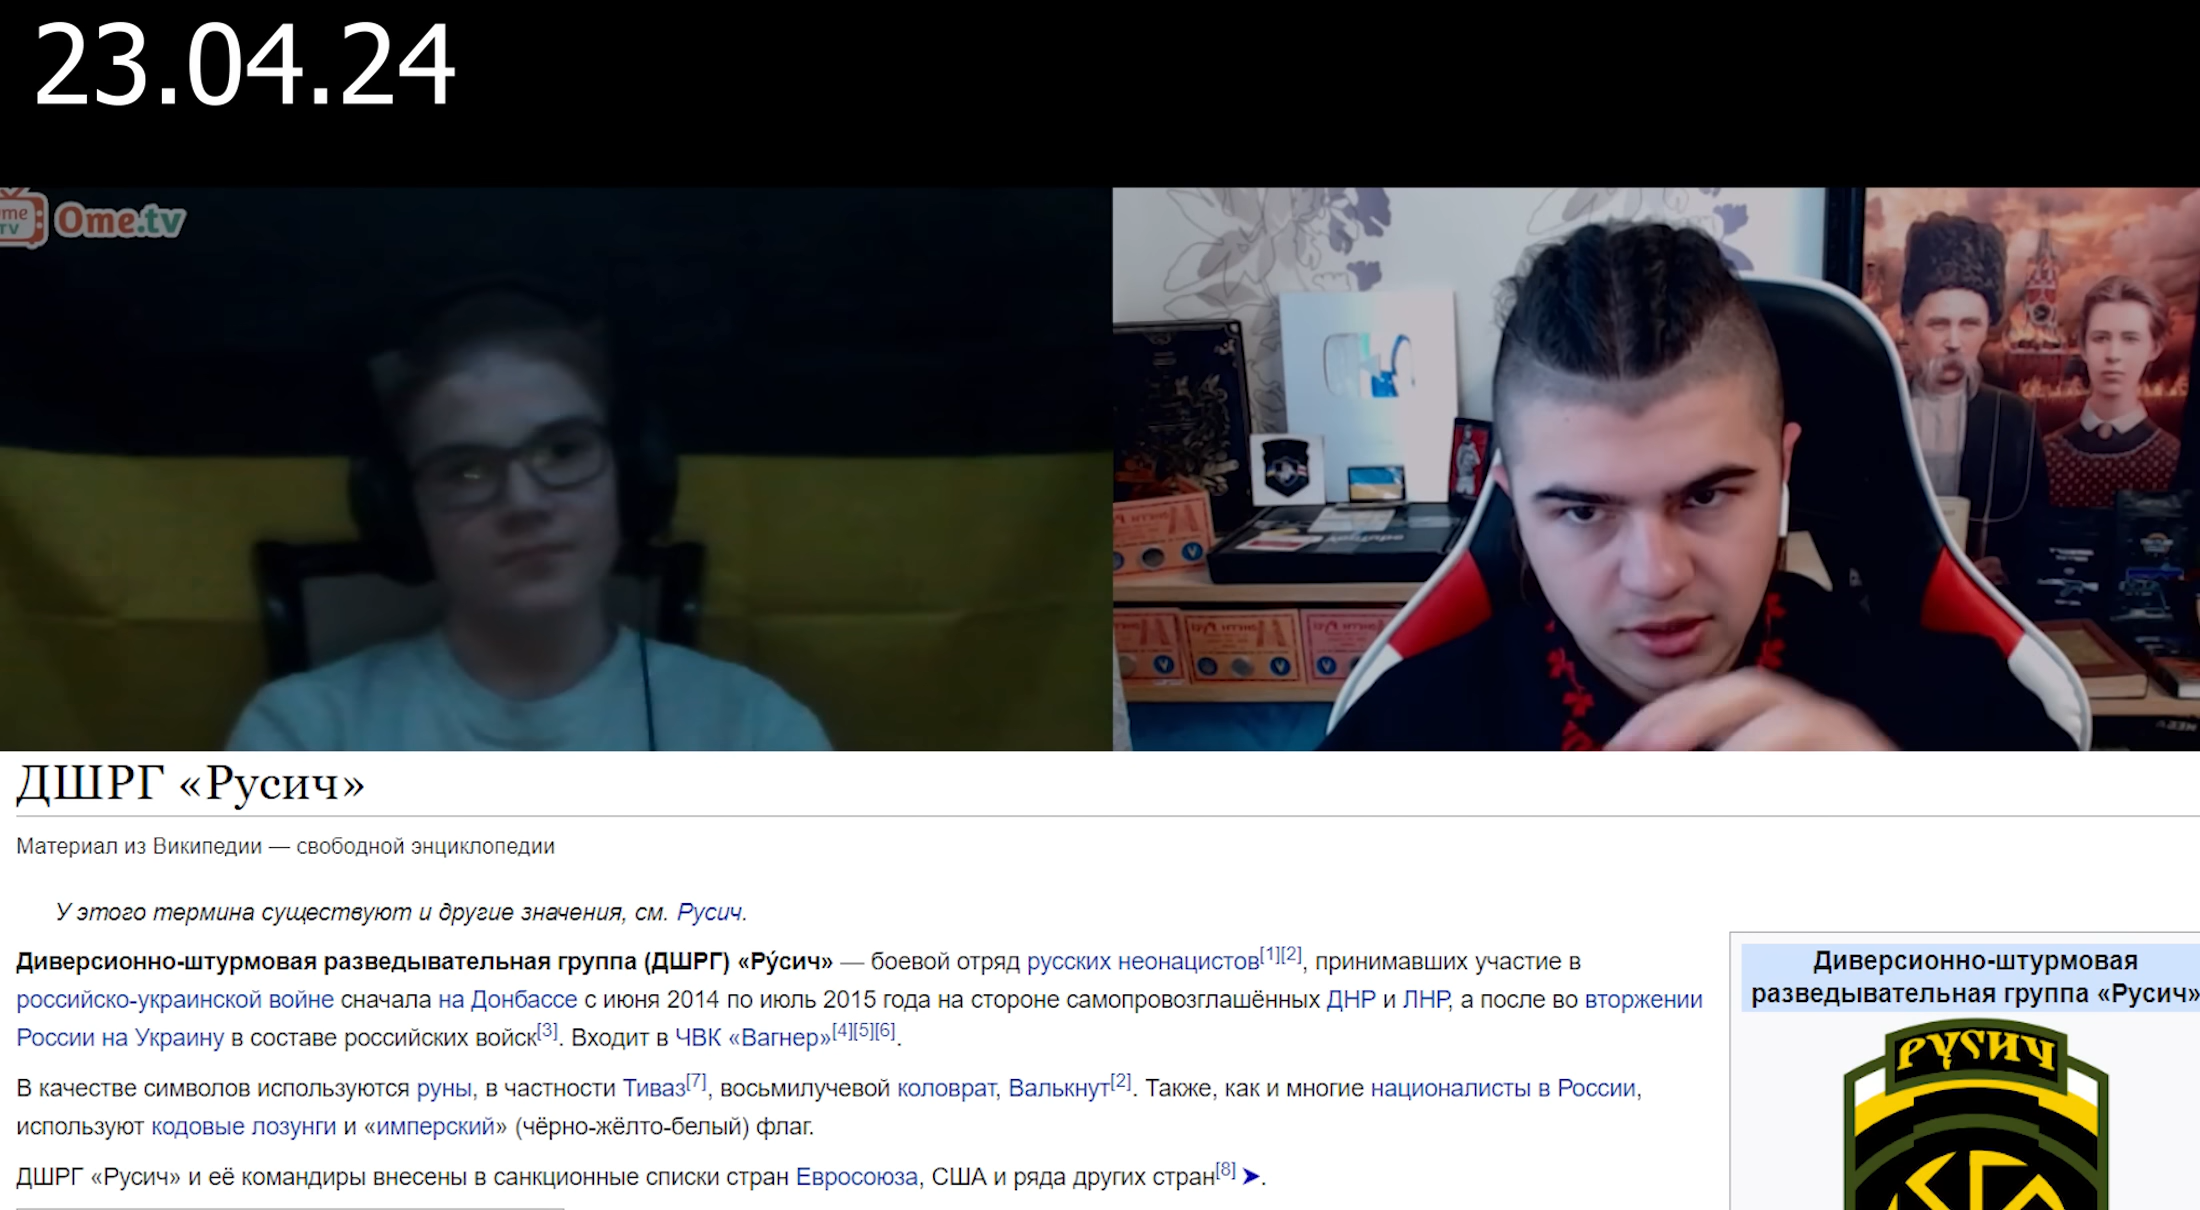 23.04.24
Ome.tv
ome
TV
ДШРГ «Русич»
Материал из Википедии — свободной энциклопедии
У этого термина существуют и другие значения, см. Русич.
Диверсионно-штурмовая разведывательная группа (ДШРГ) «Ру́сич» — боевой отряд русских неонацистов[1][2], принимавших участие в
российско-украинской войне сначала на Донбассе с июня 2014 по июль 2015 года на стороне самопровозглашённых ДНР и ЛНР, а после во вторжении
России на Украину в составе российских войск[3]. Входит в ЧВК «Вагнер»[4][5][6].
В качестве символов используются руны, в частности Тиваз[7], восьмилучевой коловрат, Валькнут[2]. Также, как и многие националисты в России,
используют кодовые лозунги и «имперский» (чёрно-жёлто-белый) флаг.
ДШРГ «Русич» и её командиры внесены в санкционные списки стран Евросоюза, США и ряда других стран[8] ➤.
Диверсионно-штурмовая
разведывательная группа «Русич»
РУСИЧ